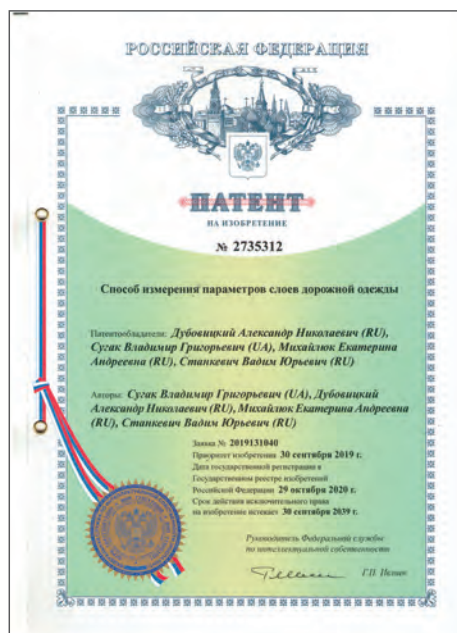 РОССИЙСКАЯ ФЕДЕРАЦИЯ
ПАТЕНТ
НА ИЗОБРЕТЕНИЕ
№ 2735312
Способ измерения параметров слоев дорожной одежды
Патентообладатели: Дубовицкий Александр Николаевич (RU),
Сугак Владимир Григорьевич (UA), Михайлюк Екатерина
Андреевна (RU), Станкевич Вадим Юрьевич (RU)
Авторы: Сугак Владимир Григорьевич (UA), Дубовицкий
Александр Николаевич (RU), Михайлюк Екатерина Андреевна
(RU), Станкевич Вадим Юрьевич (RU)
Заявка № 2019131040
Приоритет изобретения 30 сентября 2019 г.
Дата государственной регистрации в
Государственном реестре изобретений
Российской Федерации 29 октября 2020 г.
Срок действия исключительного права
на изобретение истекает 30 сентября 2039 г.
Руководитель Федеральной службы
по интеллектуальной собственности
Г.П. Ивлиев